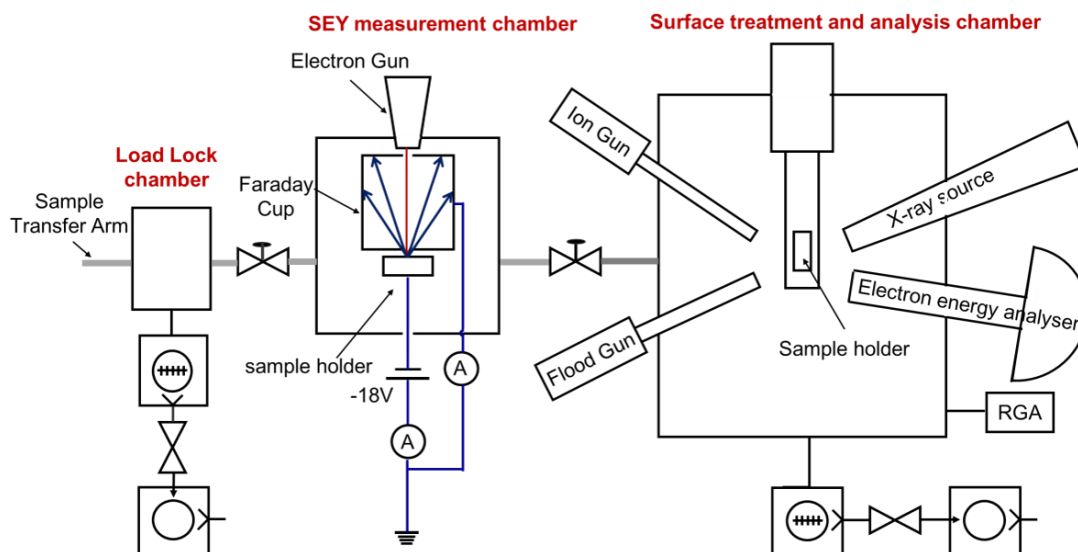 SEY measurement chamber
Surface treatment and analysis chamber
Electron Gun
Load Lock
chamber
Sample
Transfer Arm
Faraday
Cup
sample holder
-18V
A
A
Ion Gun
Flood Gun
X-ray source
Electron energy analyser
Sample holder
RGA